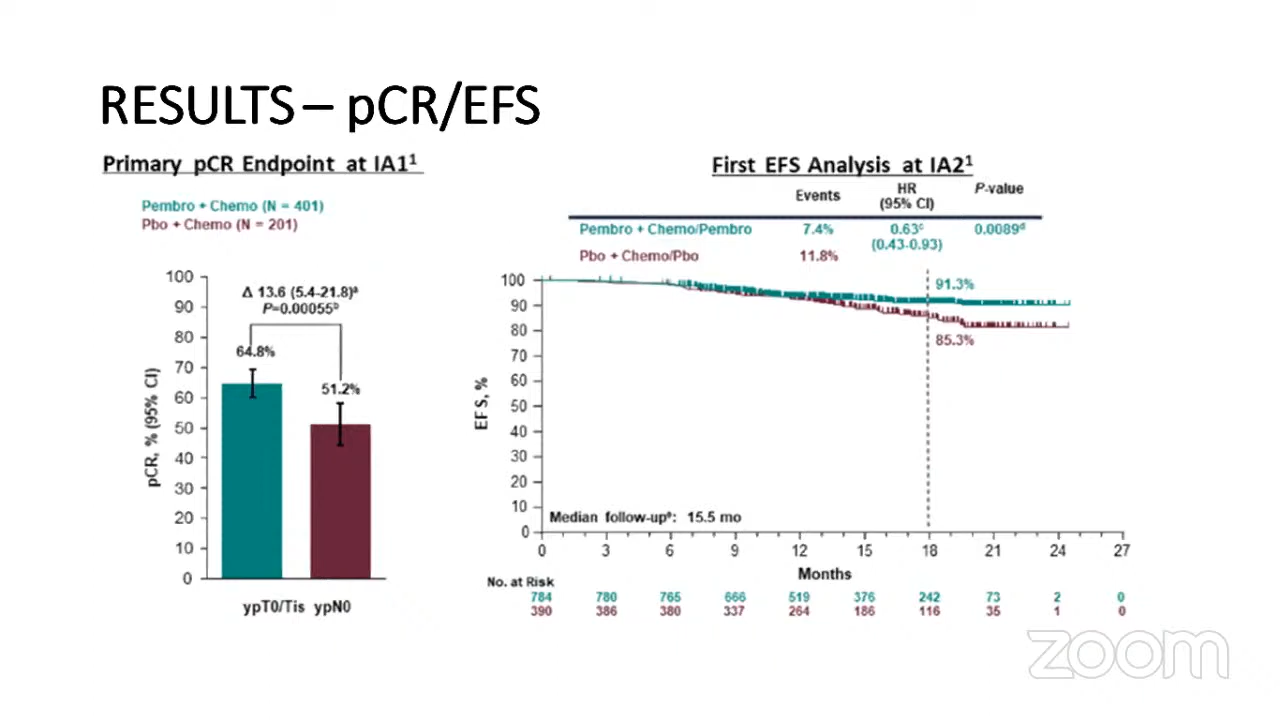 RESULTS – pCR/EFS
Primary pCR Endpoint at IA1¹
Pembro + Chemo (N = 401)
Pbo + Chemo (N = 201)
Δ 13.6 (5.4-21.8)ᵃ
P=0.00055ᵇ
64.8%
51.2%
pCR, % (95% CI)
100
90
80
70
60
50
40
30
20
10
0
ypT0/Tis ypN0
First EFS Analysis at IA2¹
Events HR (95% CI) P-value
Pembro + Chemo/Pembro 7.4% 0.63ᶜ (0.43-0.93) 0.0089ᵈ
Pbo + Chemo/Pbo 11.8%
91.3%
85.3%
EFS, %
100
90
80
70
60
50
40
30
20
10
0
Median follow-upᵉ: 15.5 mo
0 3 6 9 12 15 18 21 24 27
Months
No. at Risk
784 780 765 666 519 376 242 73 2 0
390 386 380 337 264 186 116 35 1 0
zoom